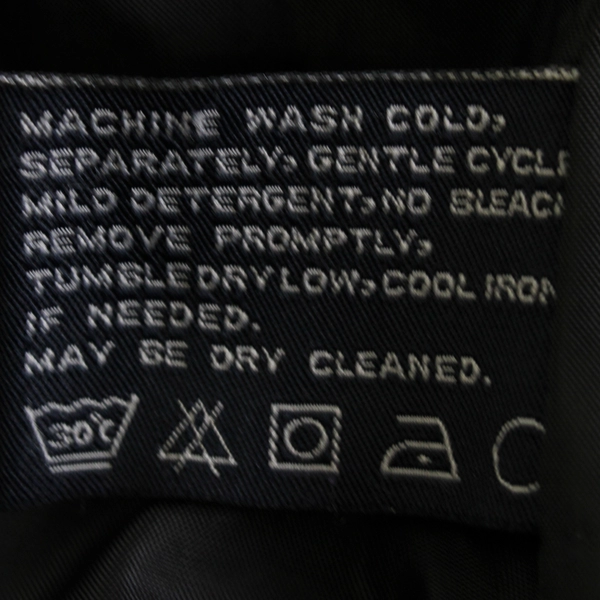 MACHINE WASH COLD,
SEPARATELY, GENTLE CYCLE
MILD DETERGENT, NO BLEACH
REMOVE PROMPTLY,
TUMBLE DRY LOW, COOL IRON
IF NEEDED.
MAY BE DRY CLEANED.
30°C